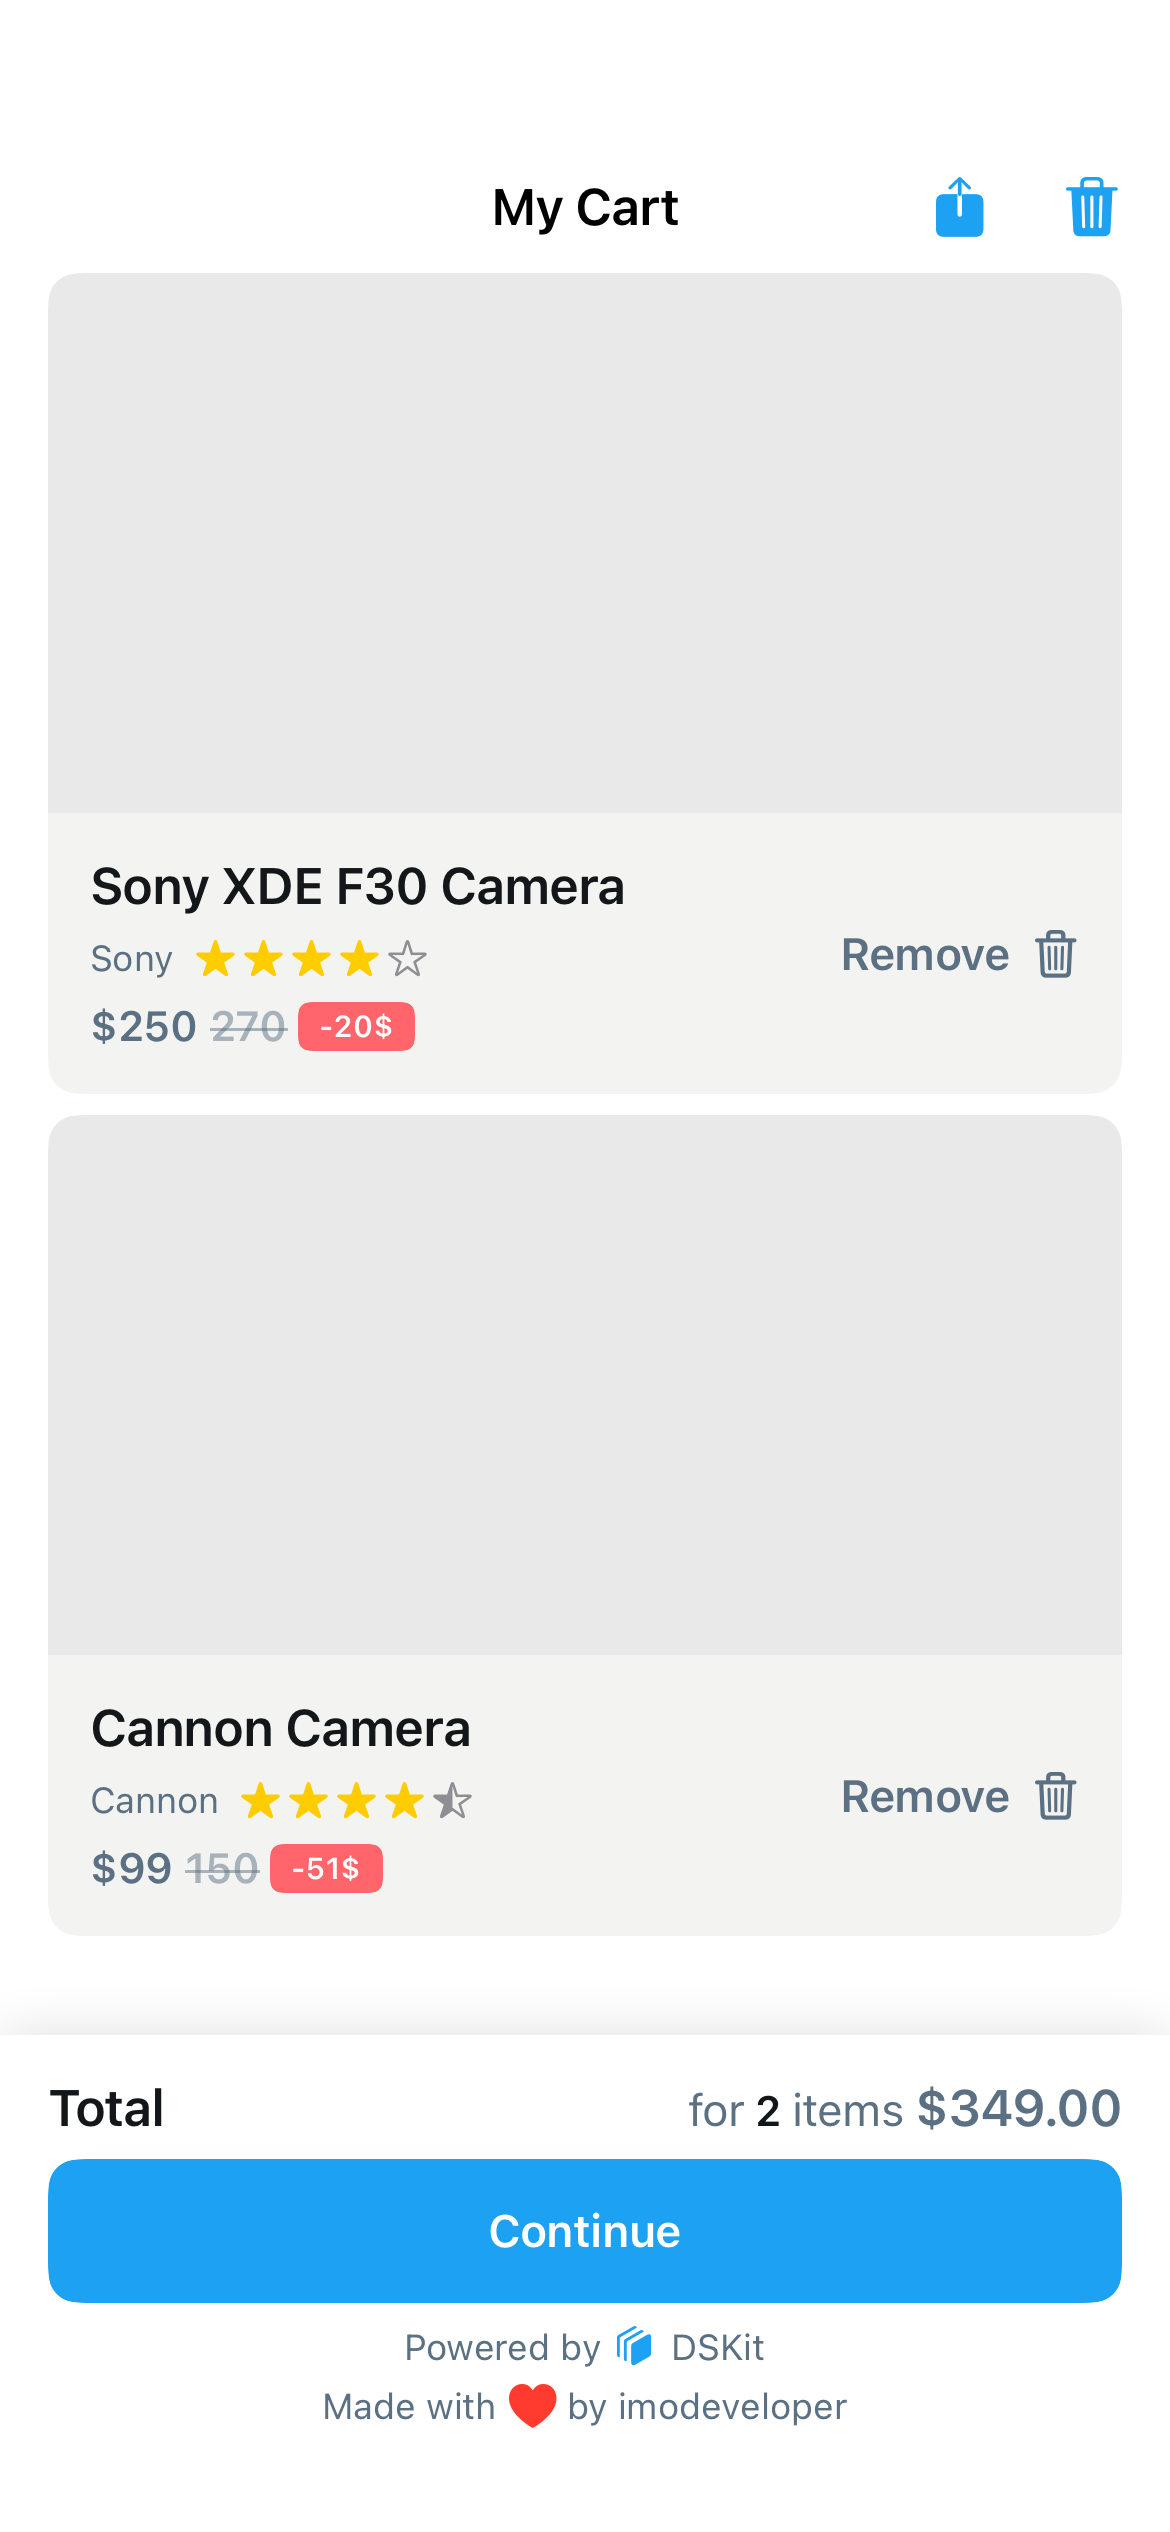 My Cart
Sony XDE F30 Camera
Sony
Remove
$250 270 -20$
Cannon Camera
Cannon
Remove
$99 150 -51$
Total for 2 items $349.00
Continue
Powered by DSKit
Made with ❤️ by imodeveloper